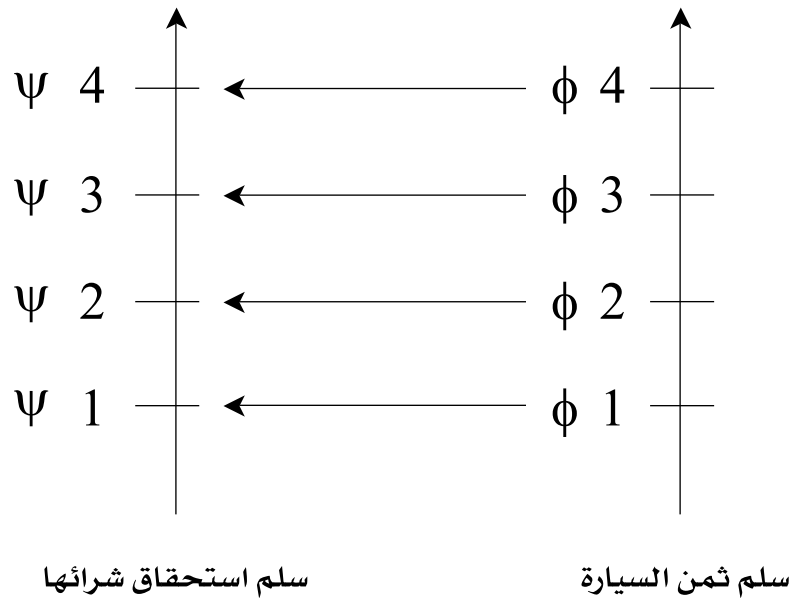 ψ 4 ϕ 4
ψ 3 ϕ 3
ψ 2 ϕ 2
ψ 1 ϕ 1
سلم ثمن السيارة
سلم استحقاق شرائها